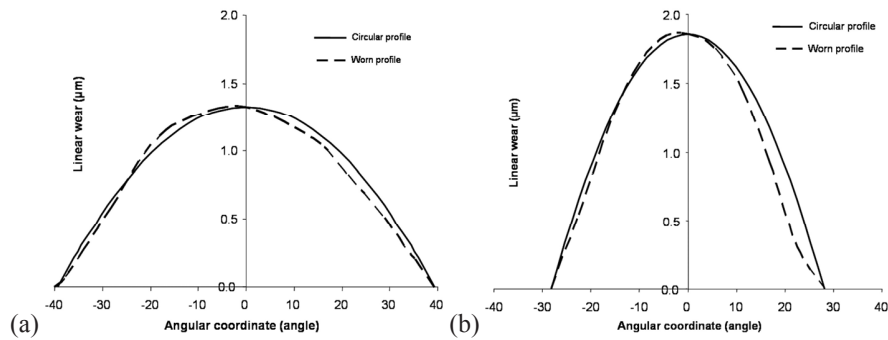 2.0
Circular profile
Worn profile
1.5
Linear wear (μm)
1.0
0.5
0.0
-40 -30 -20 -10 0 10 20 30 40
(a) Angular coordinate (angle)
2.0
Circular profile
Worn profile
1.5
Linear wear (μm)
1.0
0.5
0.0
-40 -30 -20 -10 0 10 20 30 40
(b) Angular coordinate (angle)